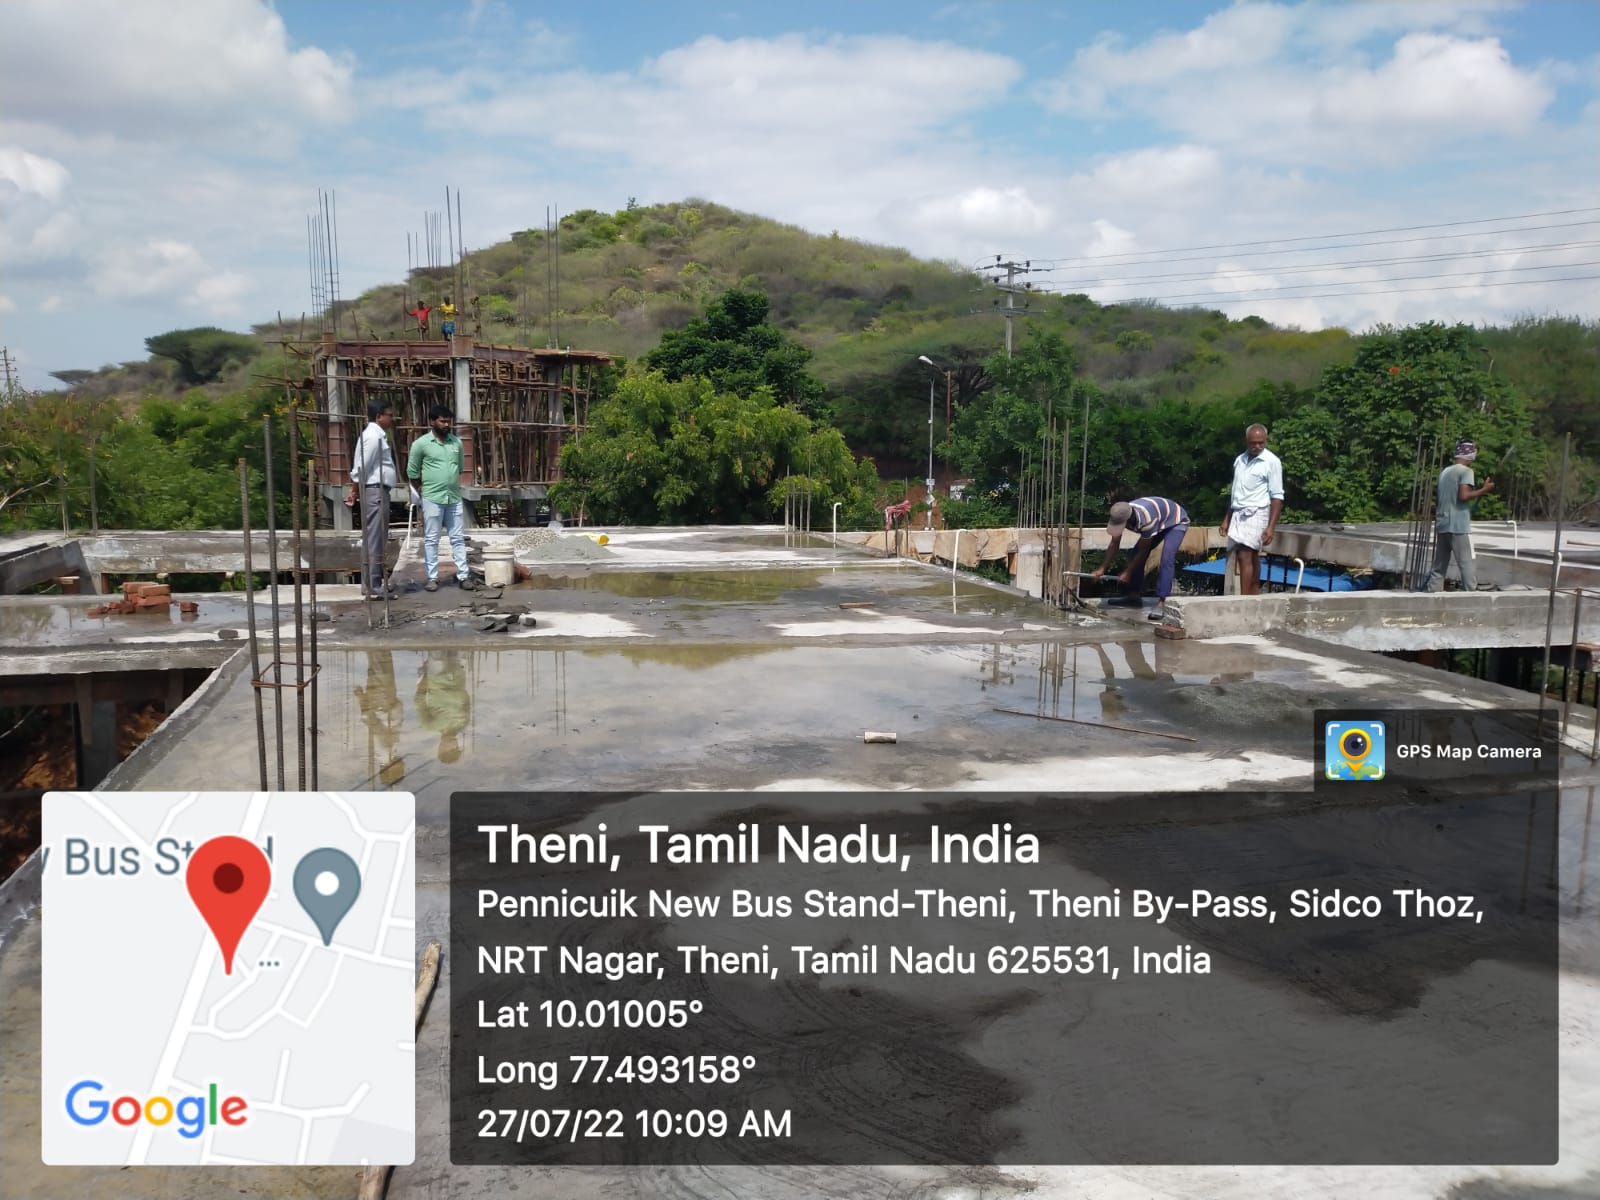 GPS Map Camera
Bus
Google
Theni, Tamil Nadu, India
Pennicuik New Bus Stand-Theni, Theni By-Pass, Sidco Thoz,
NRT Nagar, Theni, Tamil Nadu 625531, India
Lat 10.01005°
Long 77.493158°
27/07/22 10:09 AM